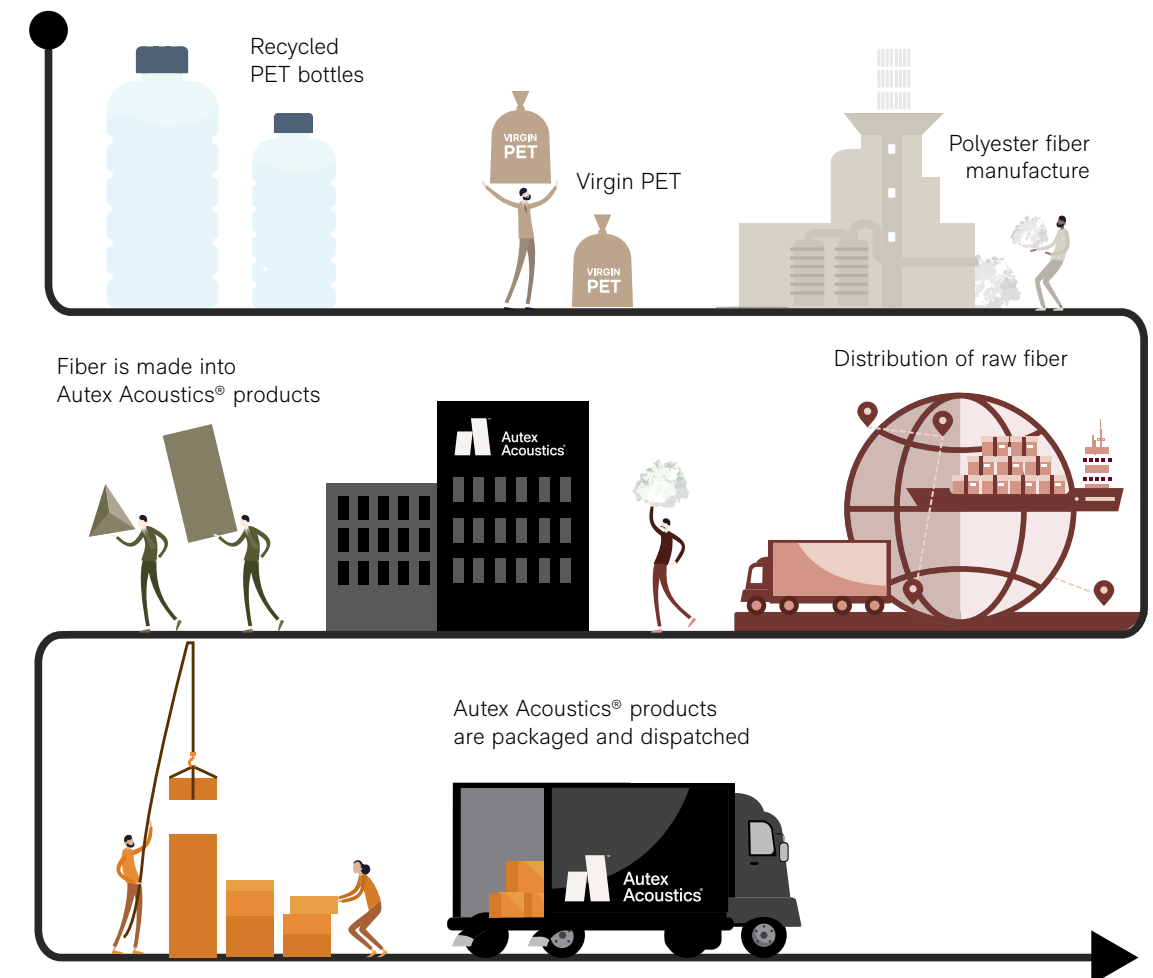 Recycled
PET bottles
VIRGIN
PET
Virgin PET
VIRGIN
PET
Polyester fiber
manufacture
Distribution of raw fiber
Fiber is made into
Autex Acoustics® products
Autex
Acoustics®
Autex Acoustics® products
are packaged and dispatched
Autex
Acoustics®